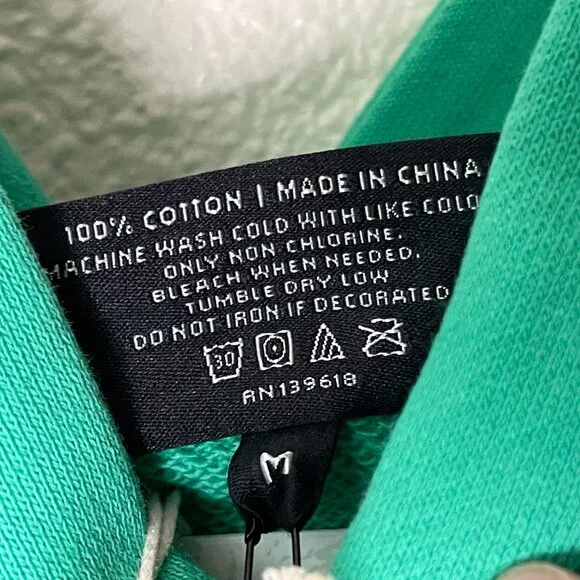 100% COTTON | MADE IN CHINA
MACHINE WASH COLD WITH LIKE COLO
ONLY NON CHLORINE.
BLEACH WHEN NEEDED.
TUMBLE DRY LOW
DO NOT IRON IF DECORATED
30
RN139618
M